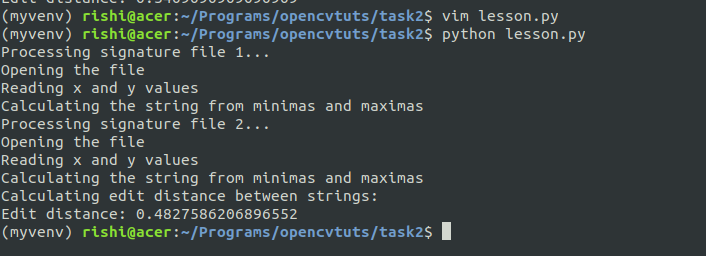 (myvenv) rishi@acer:~/Programs/opencvtuts/task2$ vim lesson.py
(myvenv) rishi@acer:~/Programs/opencvtuts/task2$ python lesson.py
Processing signature file 1...
Opening the file
Reading x and y values
Calculating the string from minimas and maximas
Processing signature file 2...
Opening the file
Reading x and y values
Calculating the string from minimas and maximas
Calculating edit distance between strings:
Edit distance: 0.4827586206896552
(myvenv) rishi@acer:~/Programs/opencvtuts/task2$